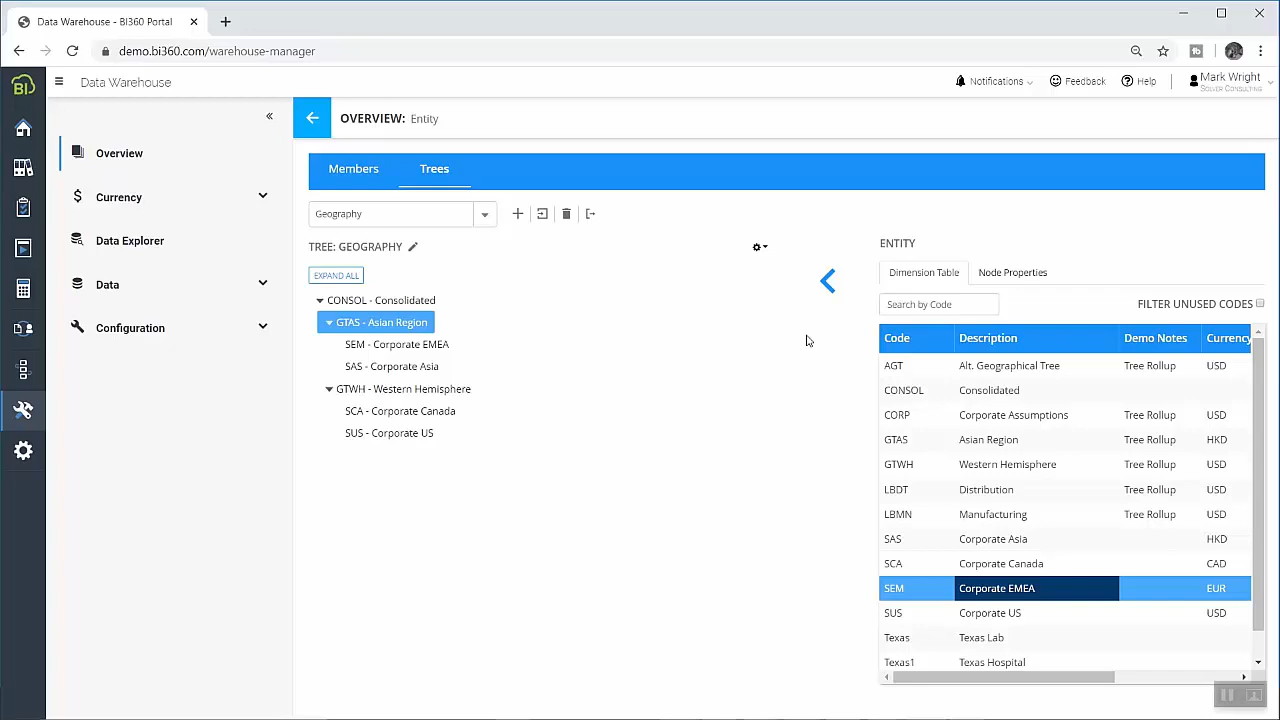 Data Warehouse - BI360 Portal
demo.bi360.com/warehouse-manager
BI
Data Warehouse
Notifications
Feedback
Help
Mark Wright
SOLVER CONSULTING
Overview
Currency
Data Explorer
Data
Configuration
OVERVIEW: Entity
Members
Trees
Geography
TREE: GEOGRAPHY
EXPAND ALL
CONSOL - Consolidated
GTAS - Asian Region
SEM - Corporate EMEA
SAS - Corporate Asia
GTWH - Western Hemisphere
SCA - Corporate Canada
SUS - Corporate US
ENTITY
Dimension Table
Node Properties
Search by Code
FILTER UNUSED CODES
Code Description Demo Notes Currency
AGT Alt. Geographical Tree Tree Rollup USD
CONSOL Consolidated
CORP Corporate Assumptions Tree Rollup USD
GTAS Asian Region Tree Rollup HKD
GTWH Western Hemisphere Tree Rollup USD
LBDT Distribution Tree Rollup USD
LBMN Manufacturing Tree Rollup USD
SAS Corporate Asia HKD
SCA Corporate Canada CAD
SEM Corporate EMEA EUR
SUS Corporate US USD
Texas Texas Lab
Texas1 Texas Hospital